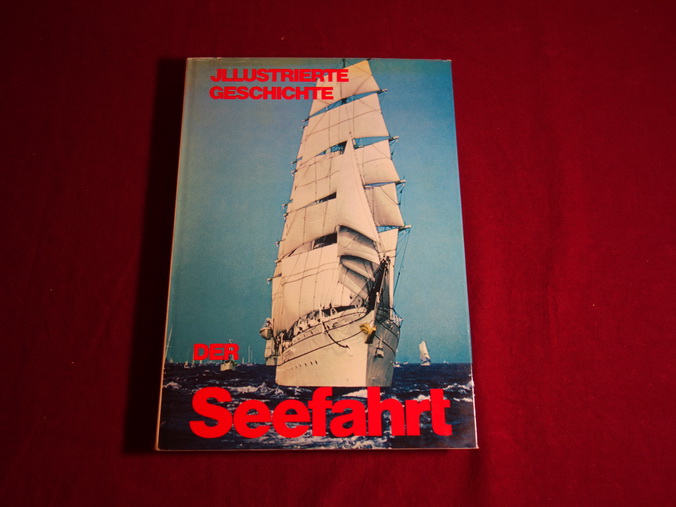 JLLUSTRIERTE
GESCHICHTE
DER
Seefahrt